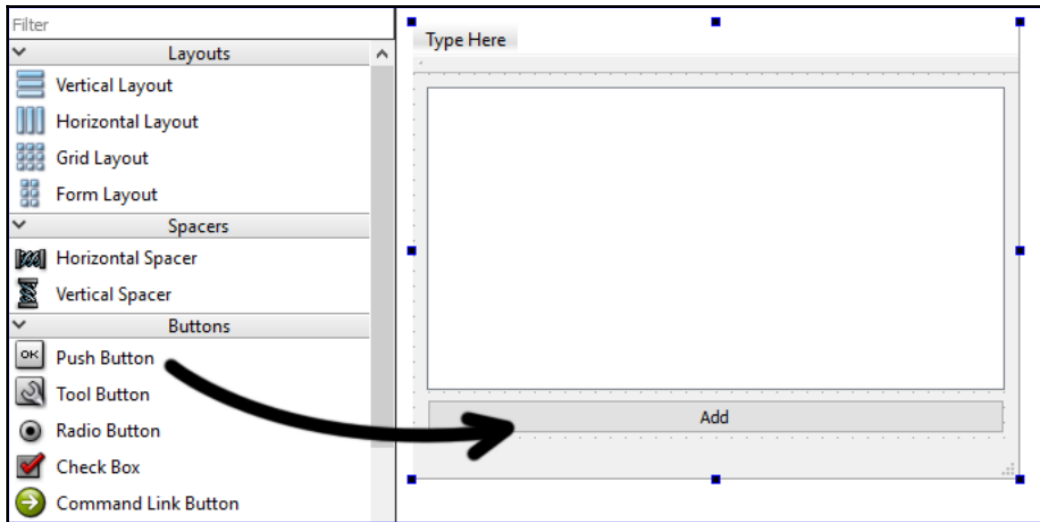 Filter
Layouts
Vertical Layout
Horizontal Layout
Grid Layout
Form Layout
Spacers
Horizontal Spacer
Vertical Spacer
Buttons
OK
Push Button
Tool Button
Radio Button
Check Box
Command Link Button
Type Here
Add